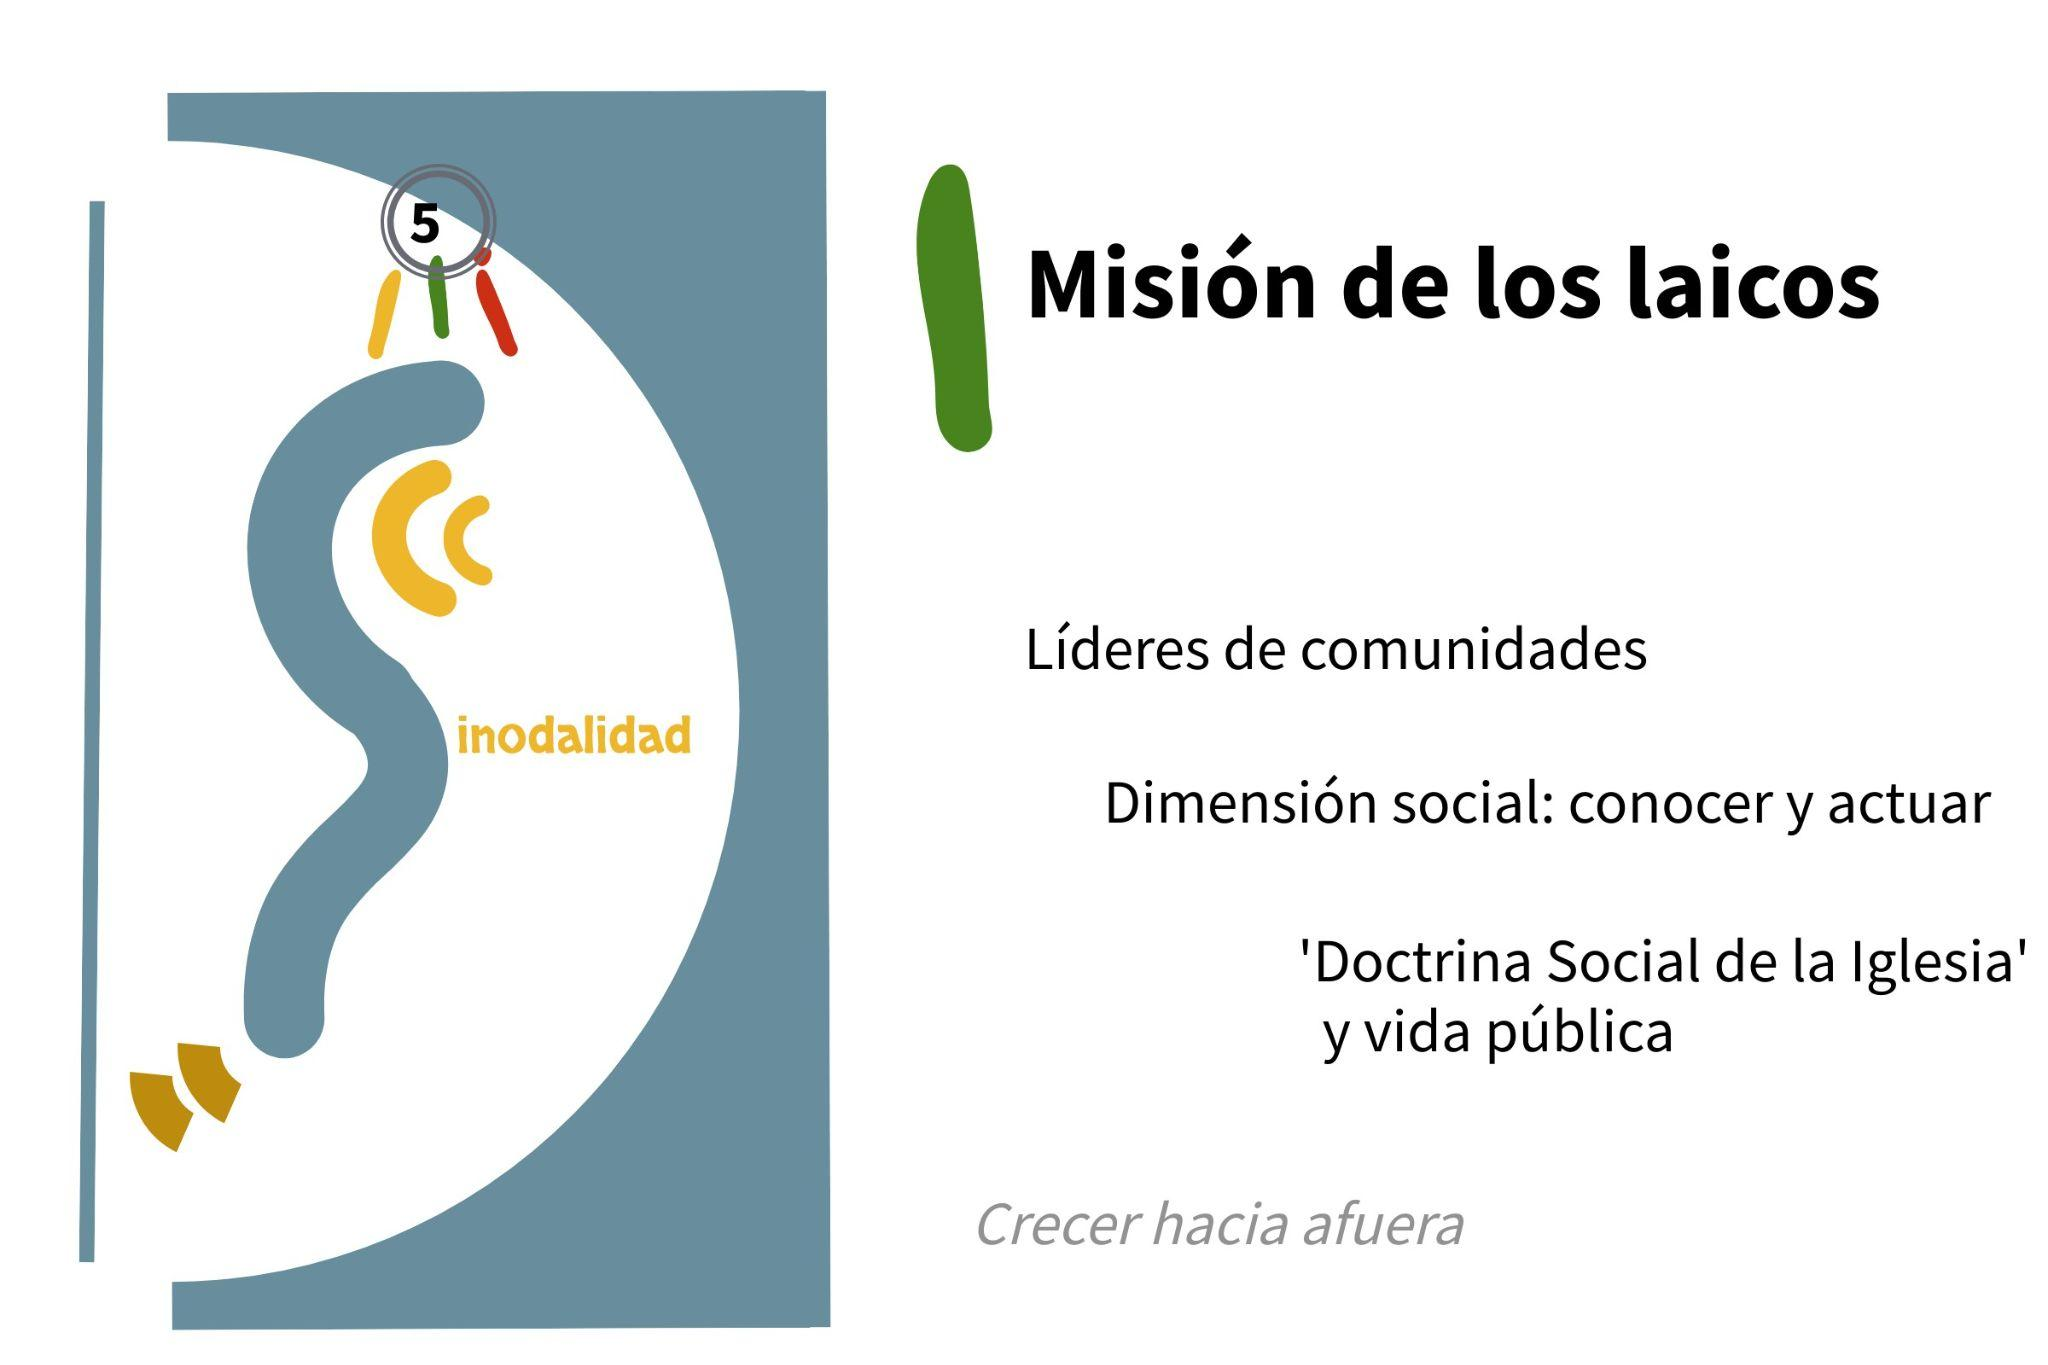 5
inodalidad
Misión de los laicos
Líderes de comunidades
Dimensión social: conocer y actuar
'Doctrina Social de la Iglesia'
y vida pública
Crecer hacia afuera